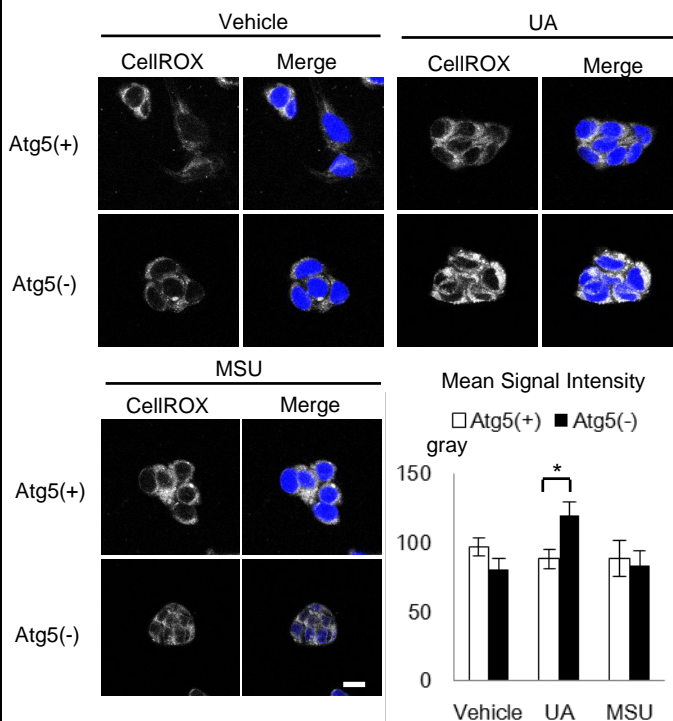 Vehicle
UA
CellROX
Merge
CellROX
Merge
Atg5(+)
Atg5(-)
MSU
CellROX
Merge
Atg5(+)
Atg5(-)
Mean Signal Intensity
Atg5(+) Atg5(-)
gray
150
*
100
50
0
Vehicle UA MSU